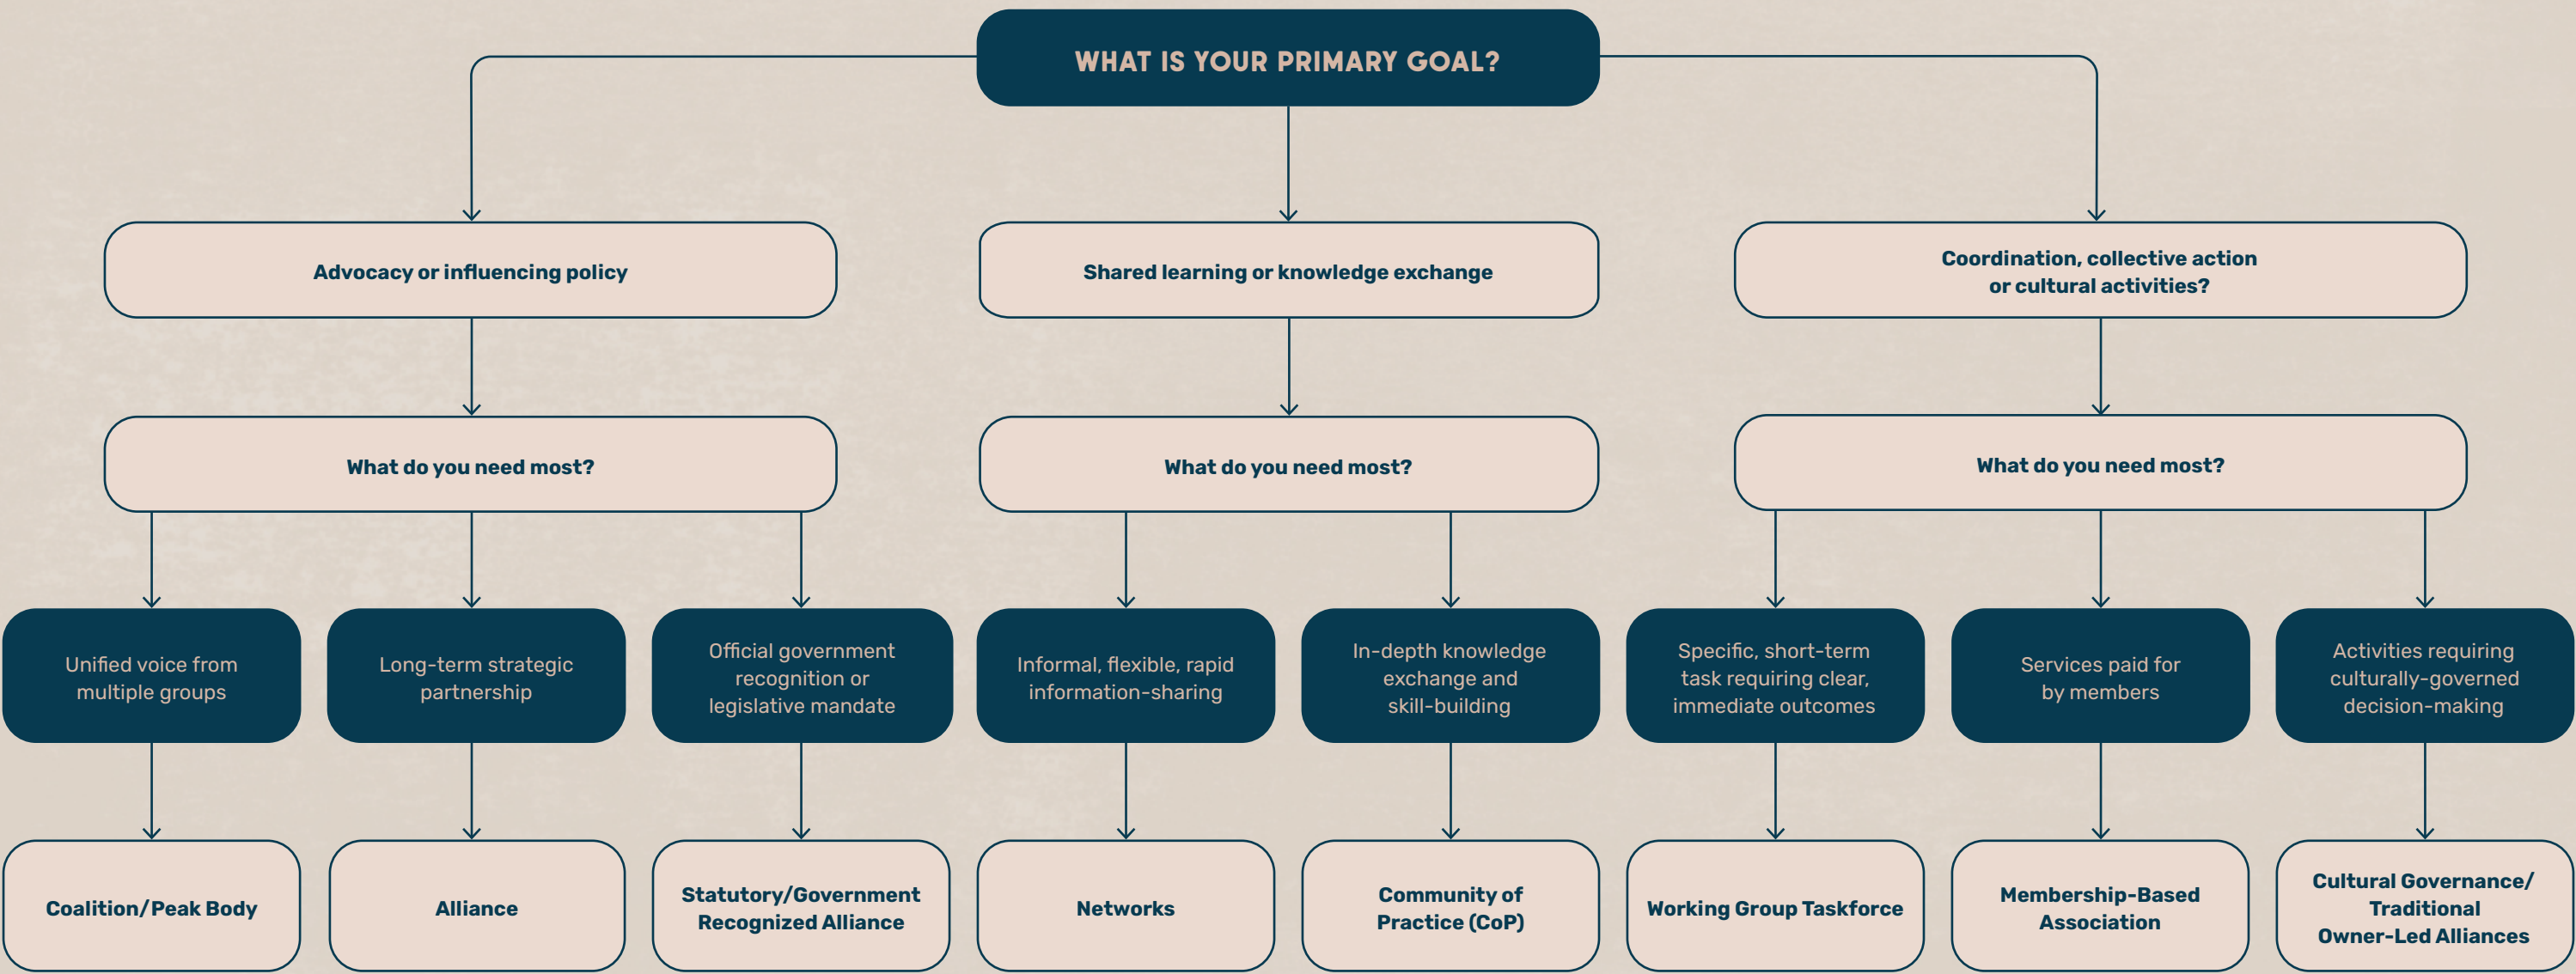 WHAT IS YOUR PRIMARY GOAL?
Advocacy or influencing policy
Shared learning or knowledge exchange
Coordination, collective action
or cultural activities?
What do you need most?
What do you need most?
What do you need most?
Unified voice from
multiple groups
Long-term strategic
partnership
Official government
recognition or
legislative mandate
Informal, flexible, rapid
information-sharing
In-depth knowledge
exchange and
skill-building
Specific, short-term
task requiring clear,
immediate outcomes
Services paid for
by members
Activities requiring
culturally-governed
decision-making
Coalition/Peak Body
Alliance
Statutory/Government
Recognized Alliance
Networks
Community of
Practice (CoP)
Working Group Taskforce
Membership-Based
Association
Cultural Governance/
Traditional
Owner-Led Alliances